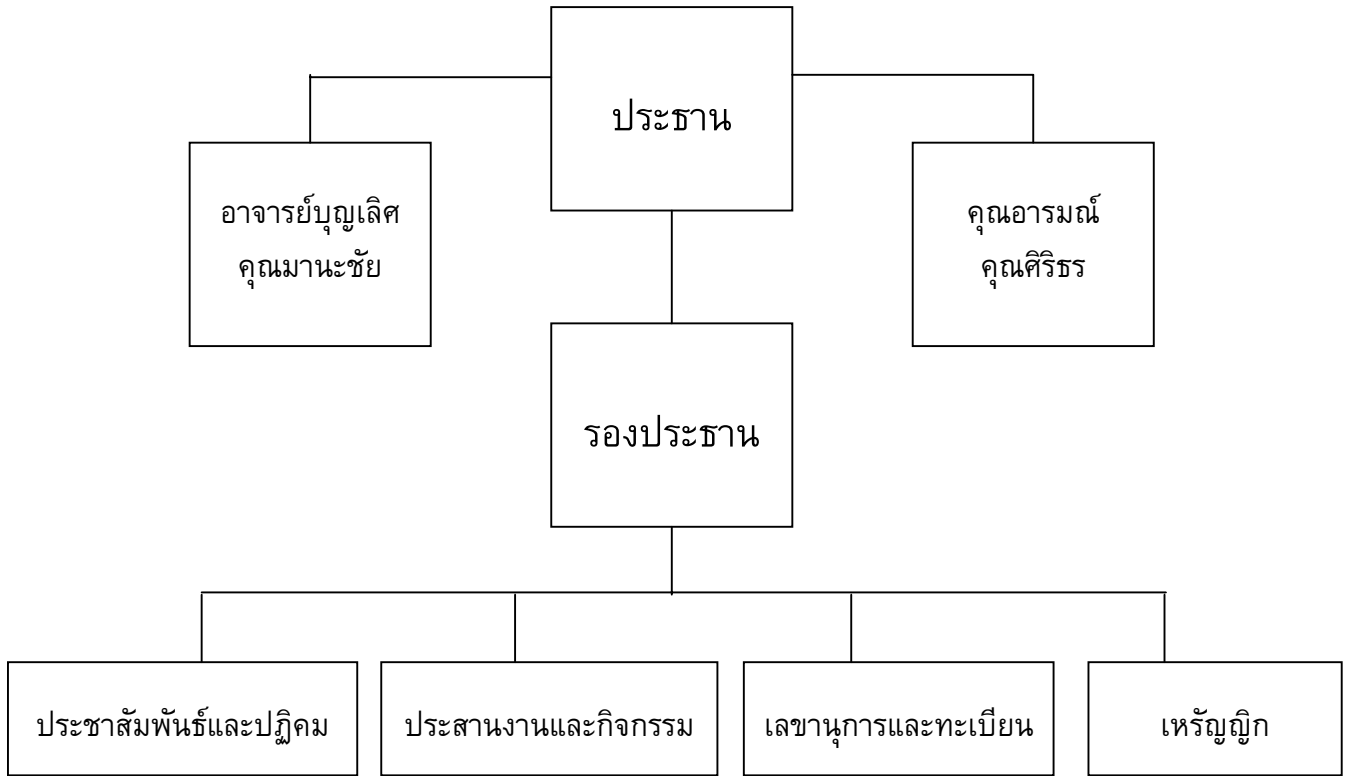 ประธาน
อาจารย์บุญเลิศ
คุณมานะชัย
คุณอารมณ์
คุณศิริธร
รองประธาน
ประชาสัมพันธ์และปฏิคม
ประสานงานและกิจกรรม
เลขานุการและทะเบียน
เหรัญญิก